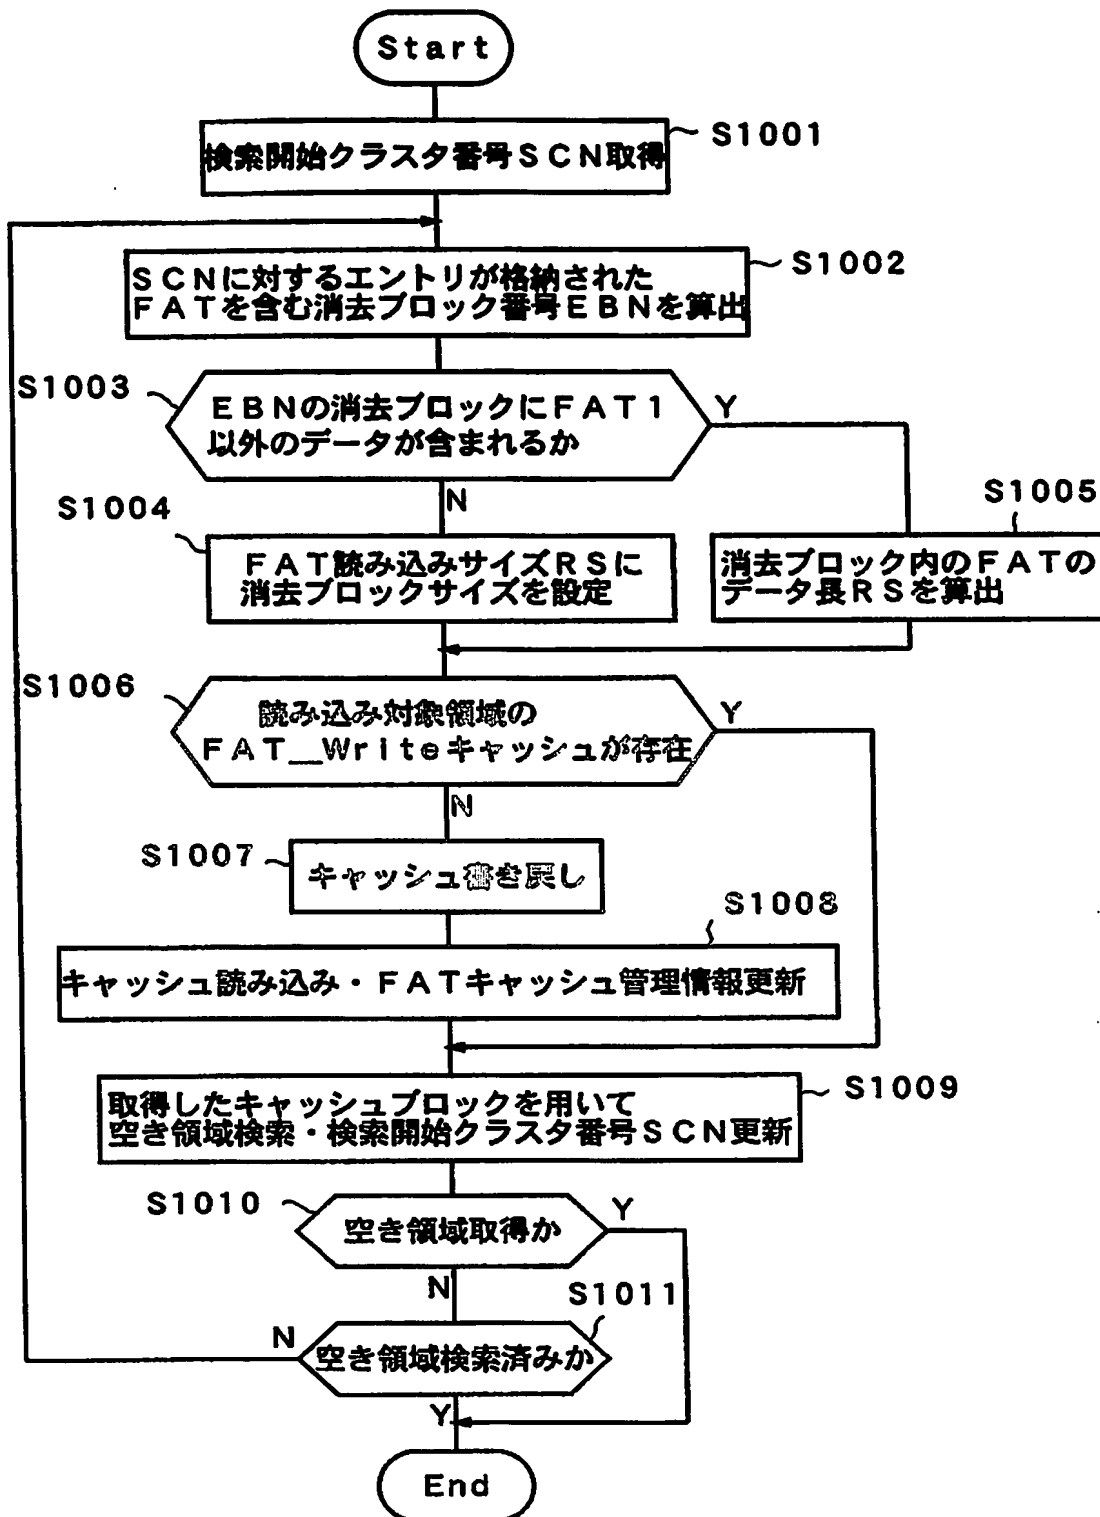 Start
S1001
検索開始クラスタ番号SCN取得
S1002
SCNに対するエントリが格納された
FATを含む消去ブロック番号EBNを算出
S1003
EBNの消去ブロックにFAT1
以外のデータが含まれるか
Y
N
S1004
FAT読み込みサイズRSに
消去ブロックサイズを設定
S1005
消去ブロック内のFATの
データ長RSを算出
S1006
読み込み対象領域の
FAT_Writeキャッシュが存在
Y
N
S1007
キャッシュ書き戻し
S1008
キャッシュ読み込み・FATキャッシュ管理情報更新
S1009
取得したキャッシュブロックを用いて
空き領域検索・検索開始クラスタ番号SCN更新
S1010
空き領域取得か
Y
N
S1011
空き領域検索済みか
N
Y
End